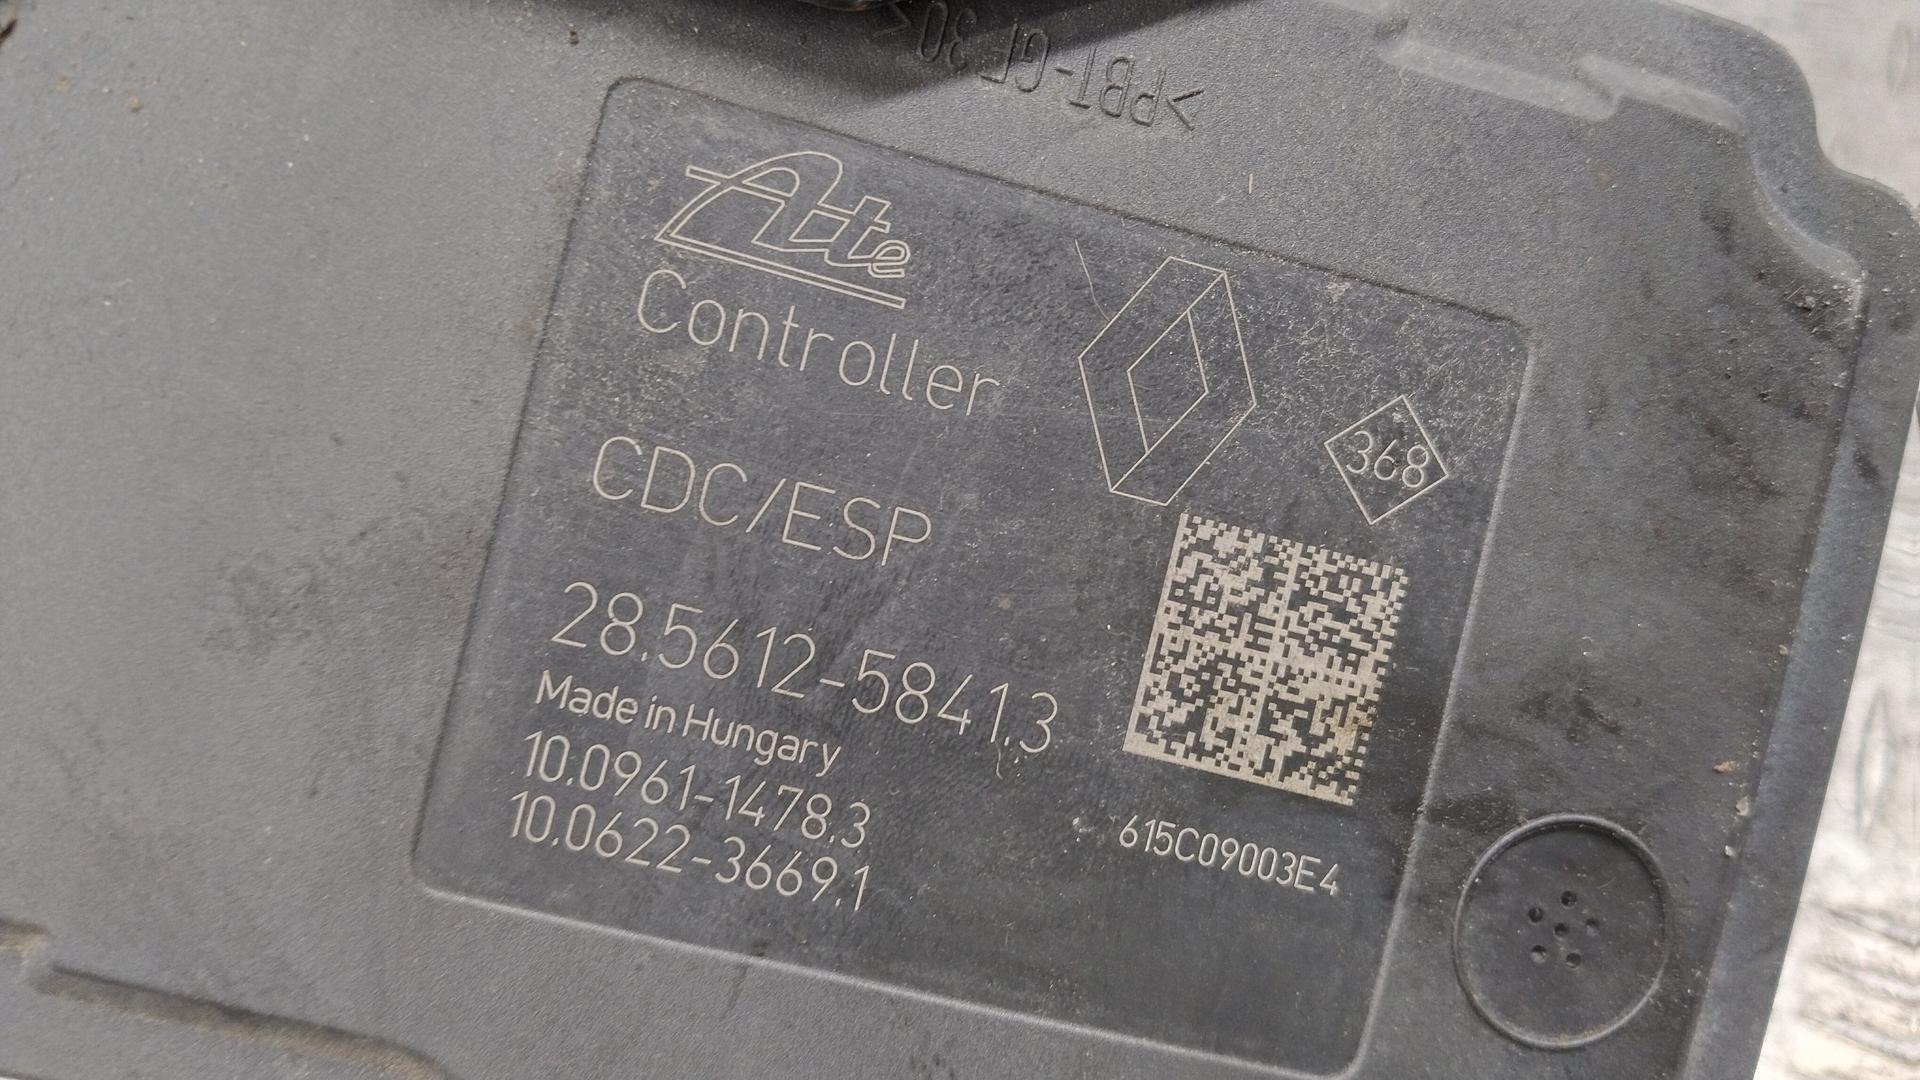 >PBT-GF30<
Ate
Controller
368
CDC/ESP
28.5612-5841.3
Made in Hungary
10.0961-1478.3
10.0622-3669.1
615C09003E4